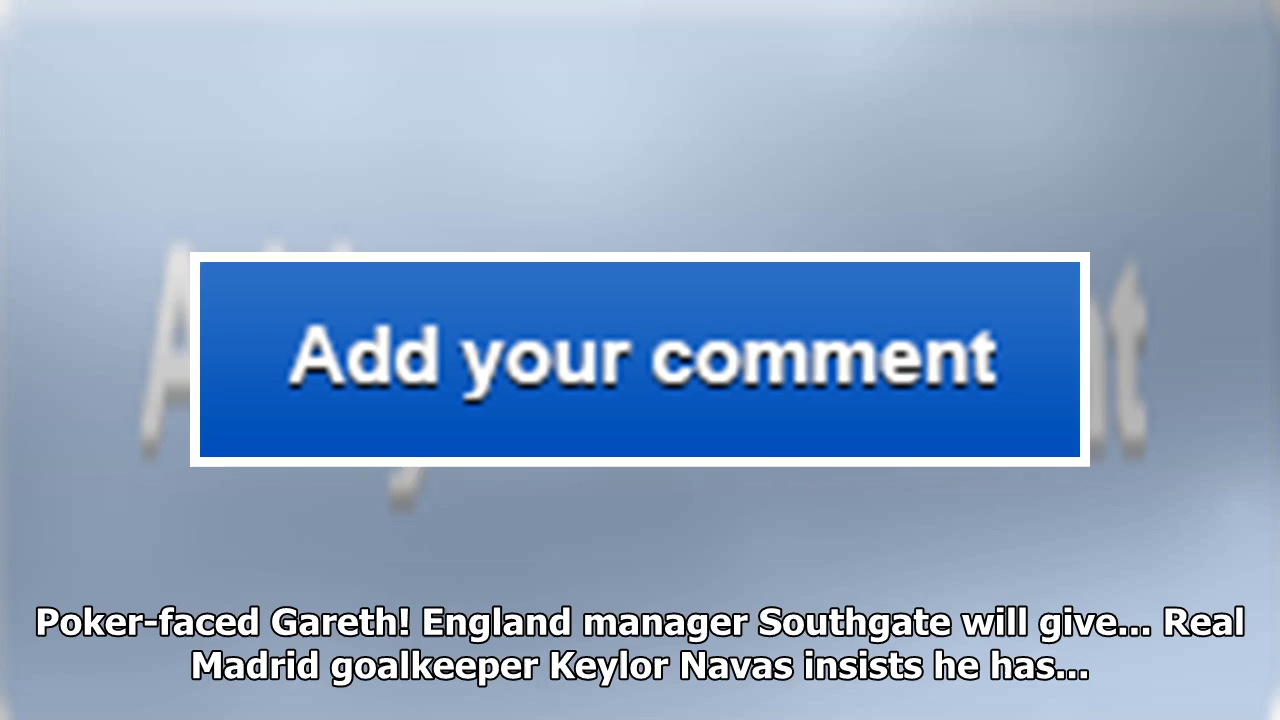 Add your comment
Poker-faced Gareth! England manager Southgate will give... Real
Madrid goalkeeper Keylor Navas insists he has...